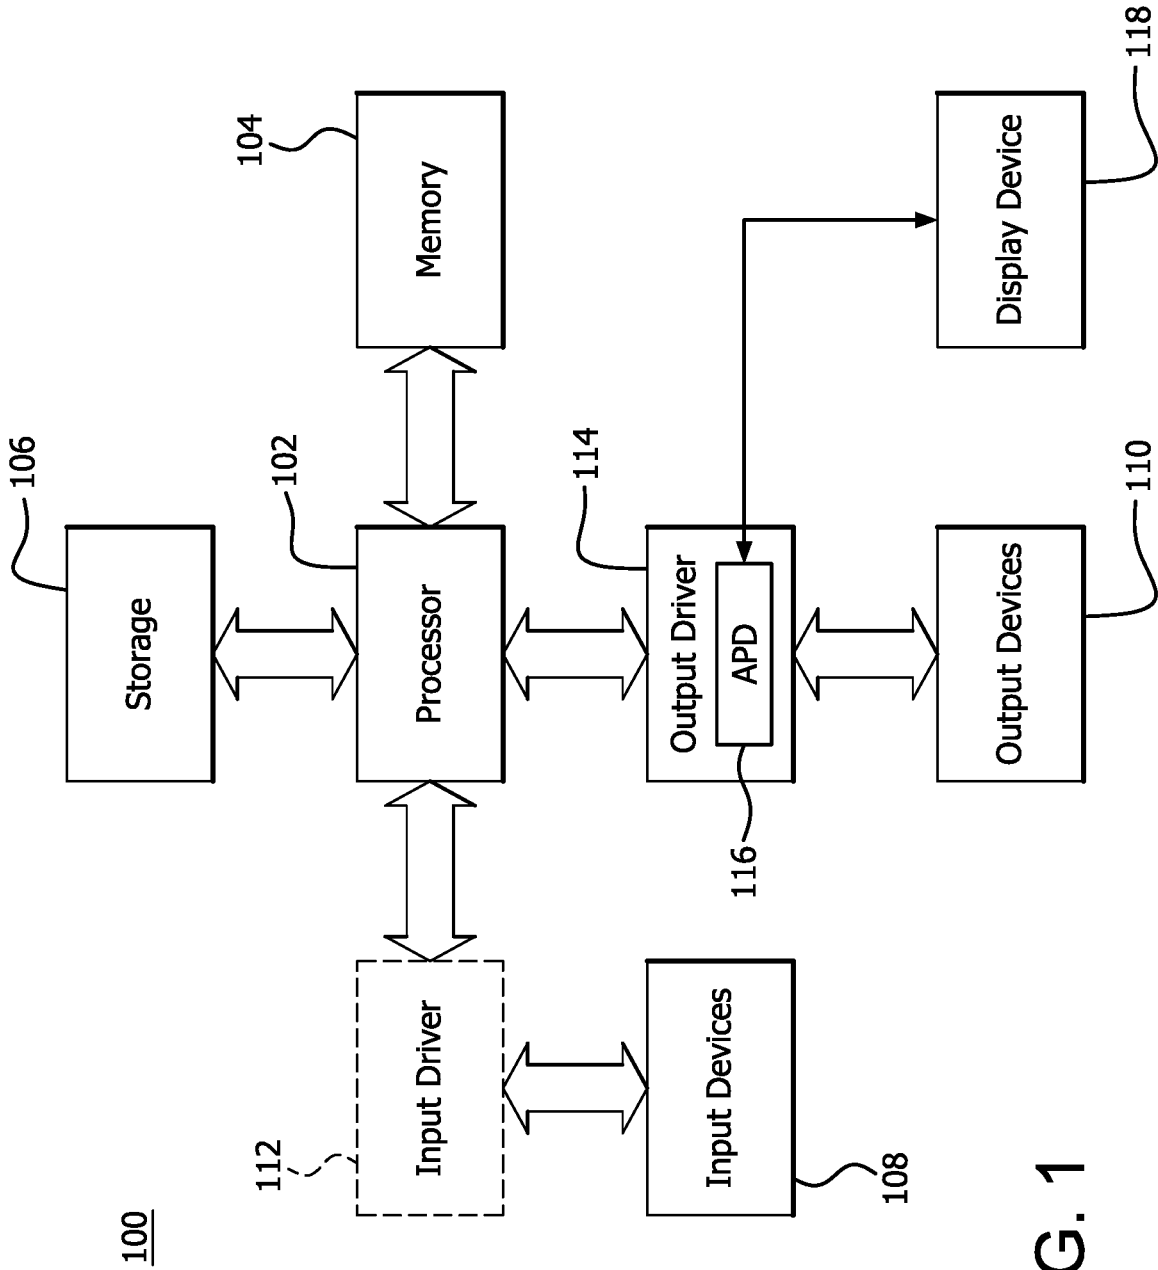 100
106
Storage
112
102
104
Input Driver
Processor
Memory
114
Input Devices
Output Driver
APD
108
116
Output Devices
Display Device
110
118
G. 1